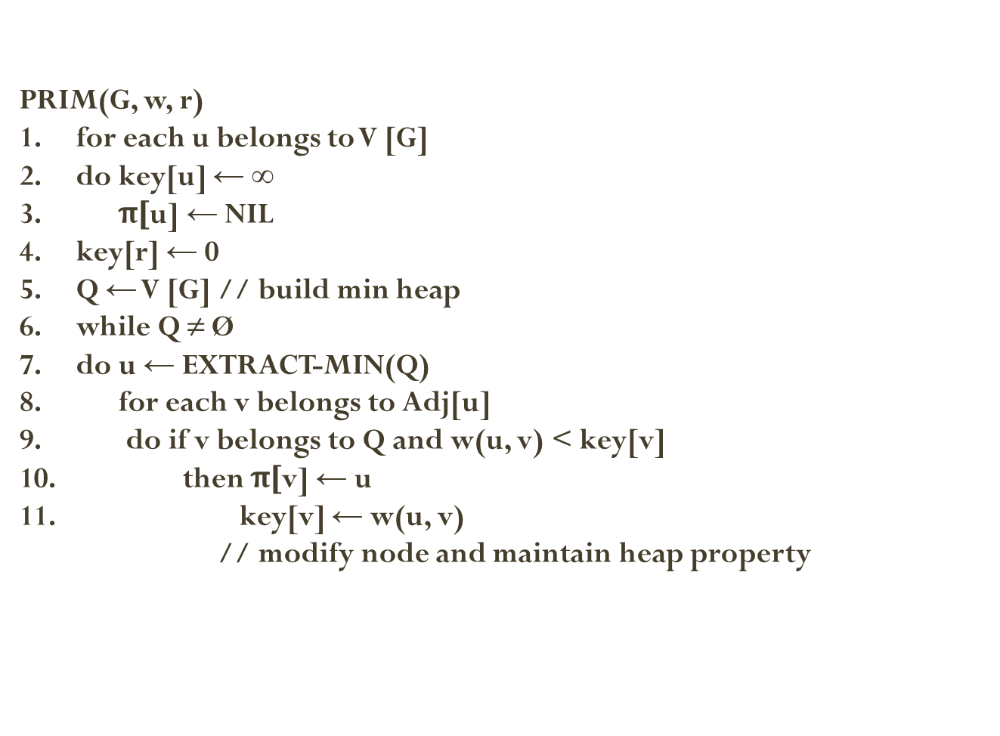 PRIM(G, w, r)
1. for each u belongs to V [G]
2. do key[u] ← ∞
3. π[u] ← NIL
4. key[r] ← 0
5. Q ← V [G] // build min heap
6. while Q ≠ Ø
7. do u ← EXTRACT-MIN(Q)
8. for each v belongs to Adj[u]
9. do if v belongs to Q and w(u, v) < key[v]
10. then π[v] ← u
11. key[v] ← w(u, v)
// modify node and maintain heap property